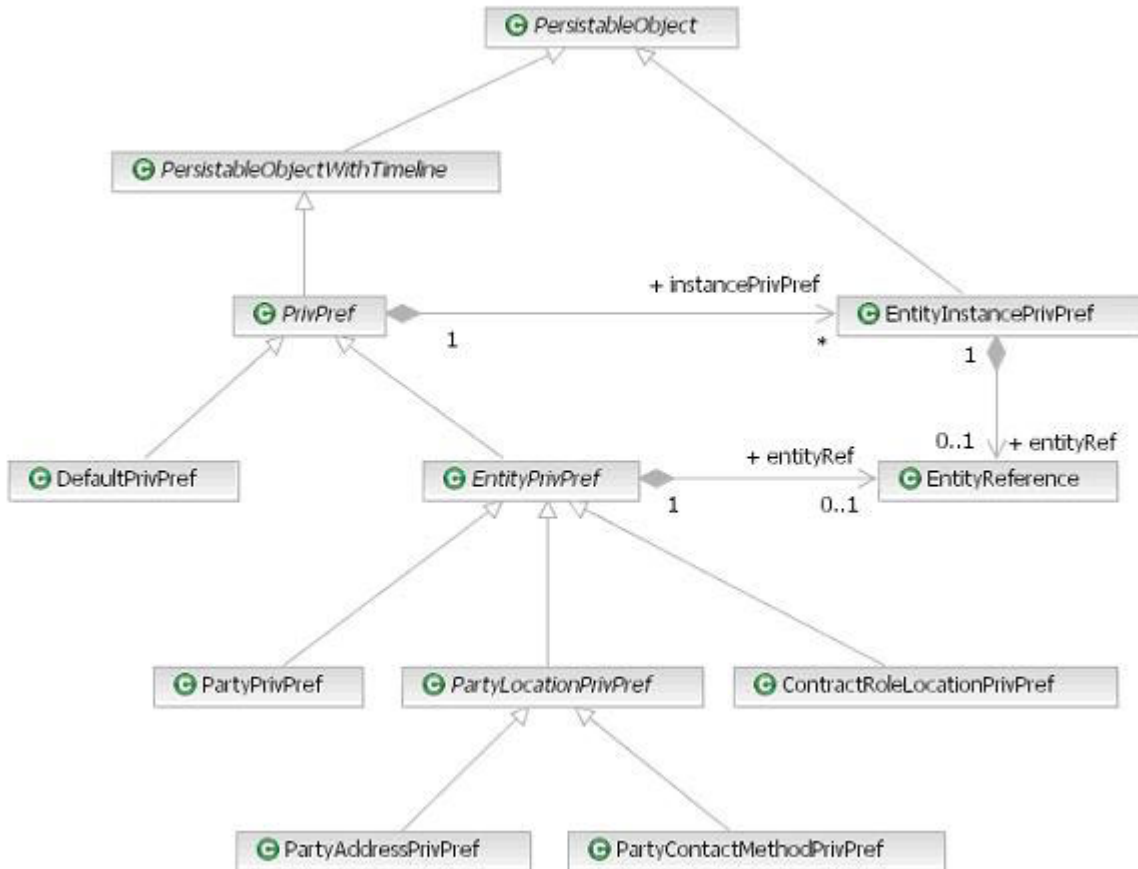 PersistableObject
PersistableObjectWithTimeline
+ instancePrivPref
PrivPref
EntityInstancePrivPref
1
*
1
0..1
+ entityRef
+ entityRef
DefaultPrivPref
EntityPrivPref
EntityReference
1
0..1
PartyPrivPref
PartyLocationPrivPref
ContractRoleLocationPrivPref
PartyAddressPrivPref
PartyContactMethodPrivPref